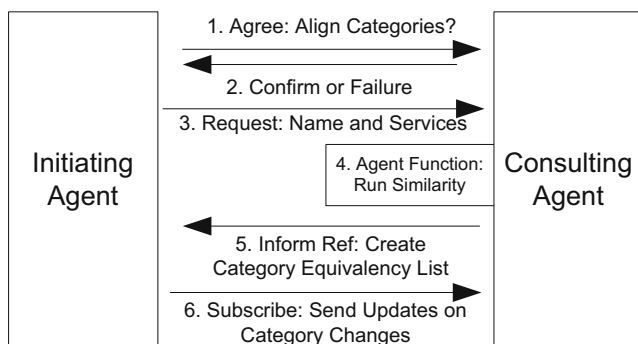 1. Agree: Align Categories?
2. Confirm or Failure
3. Request: Name and Services
Initiating
Agent
4. Agent Function:
Run Similarity
Consulting
Agent
5. Inform Ref: Create
Category Equivalency List
6. Subscribe: Send Updates on
Category Changes